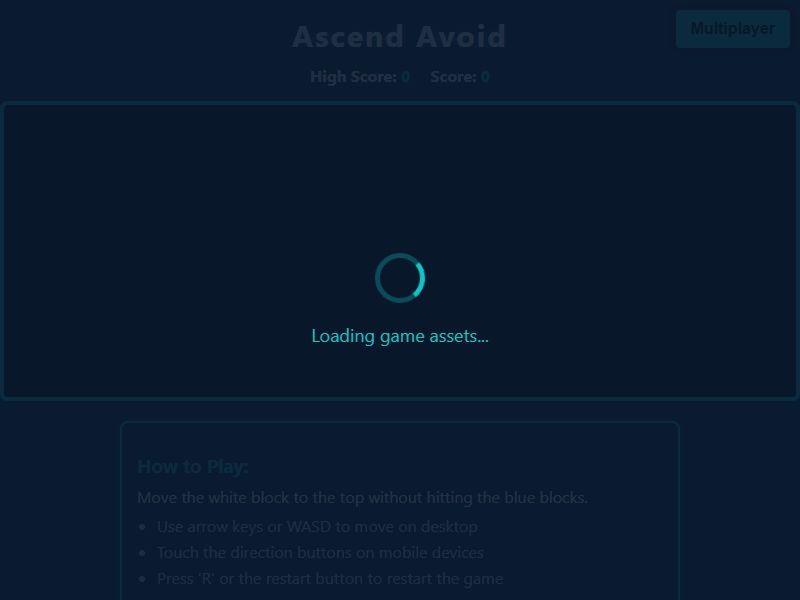 Ascend Avoid
Multiplayer
High Score: 0 Score: 0
Loading game assets...
How to Play:
Move the white block to the top without hitting the blue blocks.
• Use arrow keys or WASD to move on desktop
• Touch the direction buttons on mobile devices
• Press 'R' or the restart button to restart the game